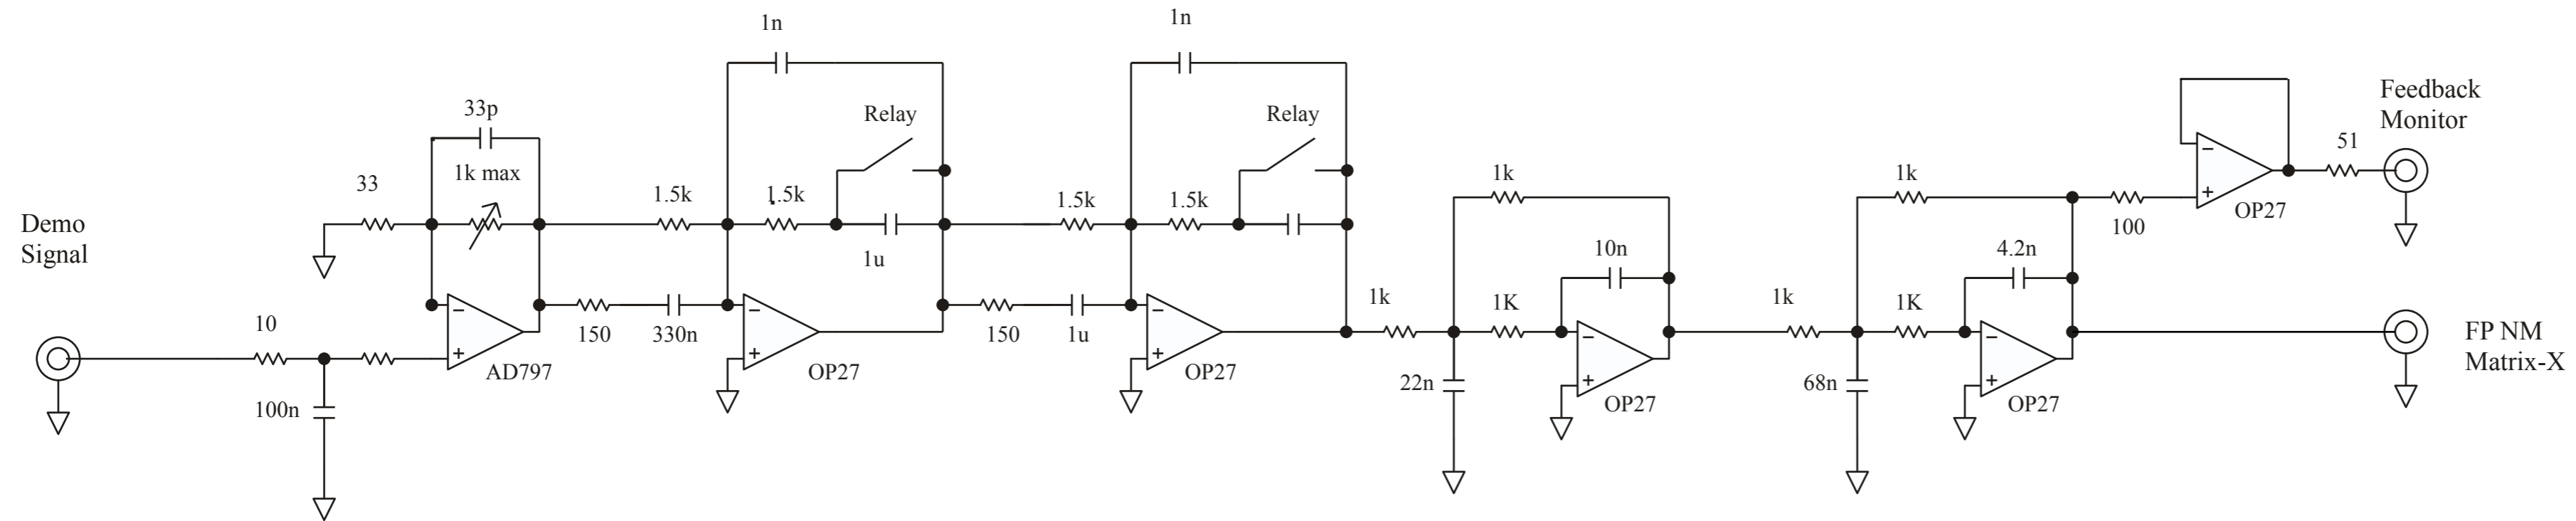 1n
1n
33p
Relay
Relay
Feedback
Monitor
51
1k max
33
1k
1k
1.5k
1.5k
1.5k
1.5k
OP27
100
Demo
Signal
1u
10n
4.2n
10
150
330n
150
1u
1k
1K
1k
1K
FP NM
Matrix-X
AD797
OP27
OP27
22n
68n
100n
OP27
OP27